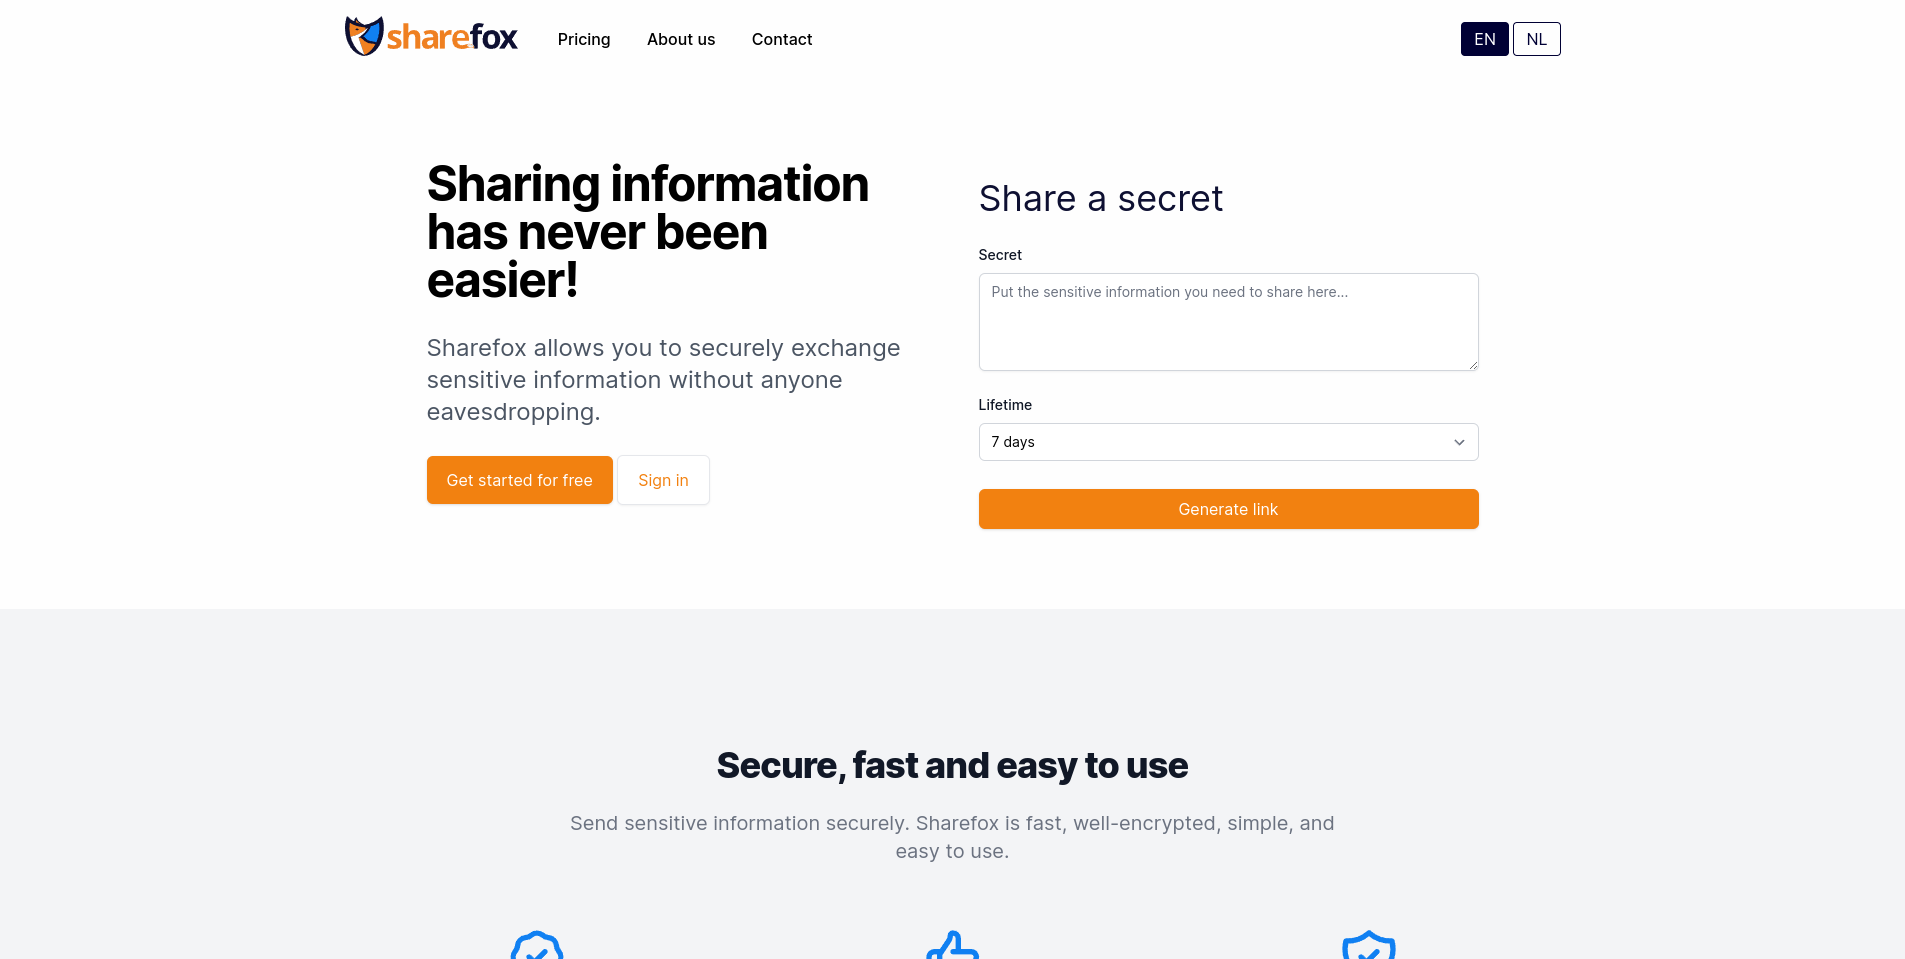 sharefox
Pricing
About us
Contact
EN
NL
Sharing information
has never been
easier!
Sharefox allows you to securely exchange
sensitive information without anyone
eavesdropping.
Get started for free
Sign in
Share a secret
Secret
Put the sensitive information you need to share here...
Lifetime
7 days
Generate link
Secure, fast and easy to use
Send sensitive information securely. Sharefox is fast, well-encrypted, simple, and
easy to use.